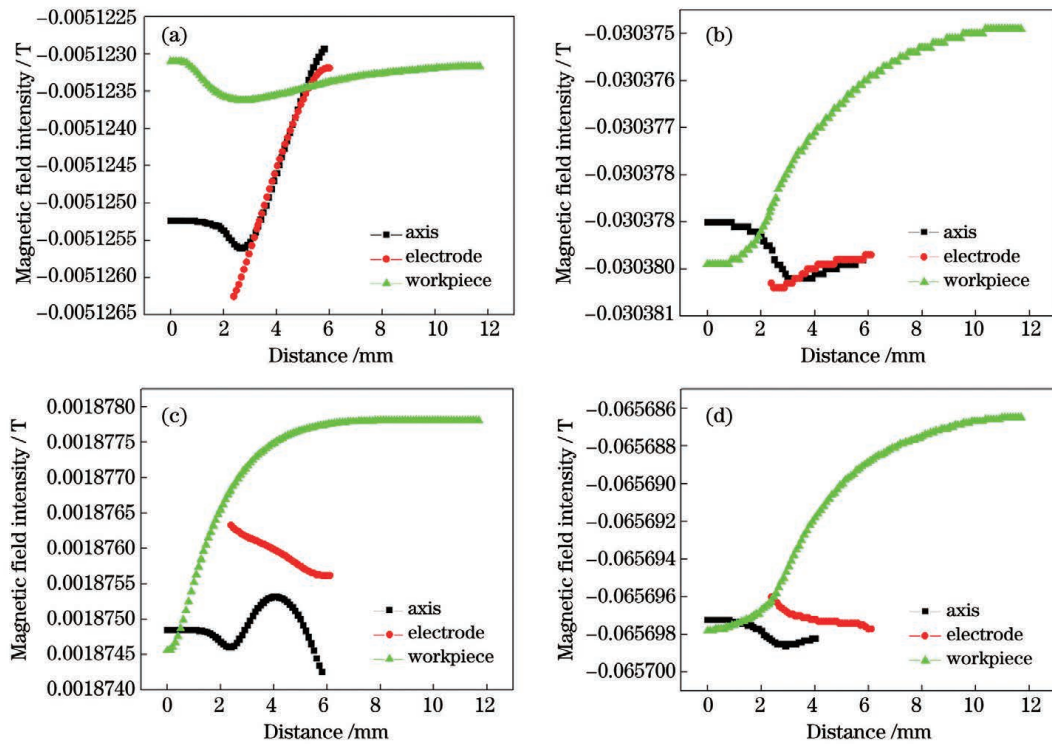 Magnetic field intensity / T
−0.0051225
−0.0051230
−0.0051235
−0.0051240
−0.0051245
−0.0051250
−0.0051255
−0.0051260
−0.0051265
(a)
axis
electrode
workpiece
0 2 4 6 8 10 12
Distance /mm
Magnetic field intensity / T
−0.030375
−0.030376
−0.030377
−0.030378
−0.030378
−0.030380
−0.030381
(b)
axis
electrode
workpiece
0 2 4 6 8 10 12
Distance /mm
Magnetic field intensity / T
0.0018780
0.0018775
0.0018770
0.0018763
0.0018760
0.0018755
0.0018750
0.0018745
0.0018740
(c)
axis
electrode
workpiece
0 2 4 6 8 10 12
Distance /mm
Magnetic field intensity / T
−0.065686
−0.065688
−0.065690
−0.065692
−0.065694
−0.065696
−0.065698
−0.065700
(d)
axis
electrode
workpiece
0 2 4 6 8 10 12
Distance /mm